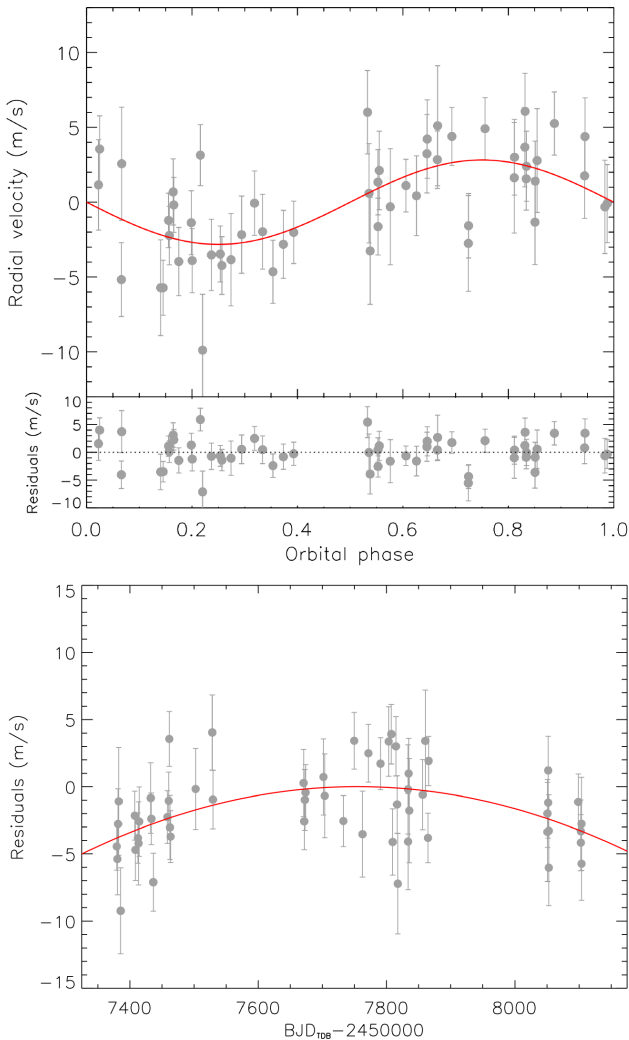 10
5
0
−5
−10
Radial velocity (m/s)
10
5
0
−5
−10
Residuals (m/s)
0.0 0.2 0.4 0.6 0.8 1.0
Orbital phase
15
10
5
0
−5
−10
−15
Residuals (m/s)
7400 7600 7800 8000
BJD_TDB−2450000